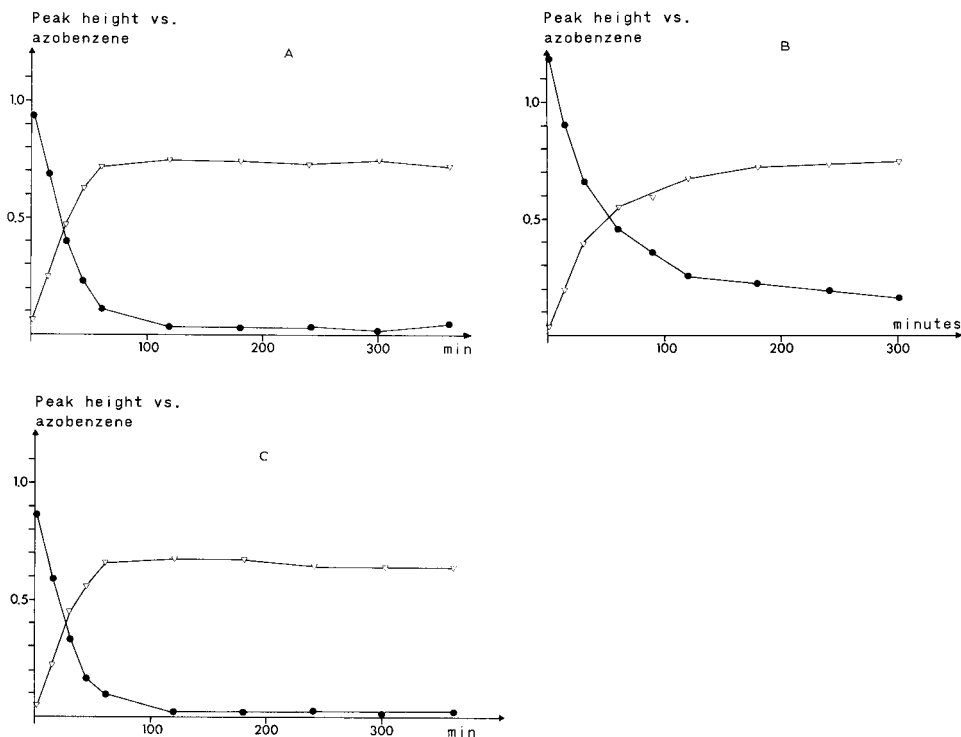 Peak height vs.
azobenzene
A
1.0
0.5
100
200
300
min
Peak height vs.
azobenzene
B
1.0
0.5
100
200
300
minutes
Peak height vs.
azobenzene
C
1.0
0.5
100
200
300
min